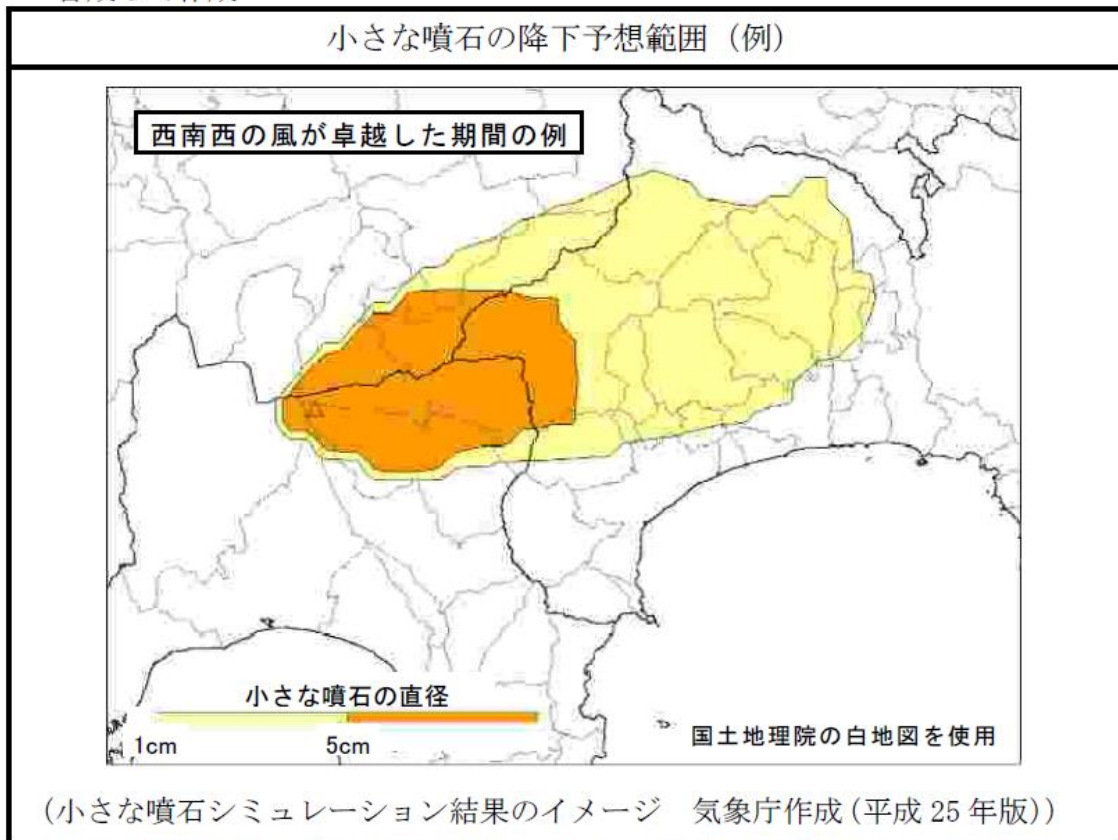 小さな噴石の降下予想範囲（例）
西南西の風が卓越した期間の例
小さな噴石の直径
1cm 5cm
国土地理院の白地図を使用
（小さな噴石シミュレーション結果のイメージ　気象庁作成（平成 25 年版））